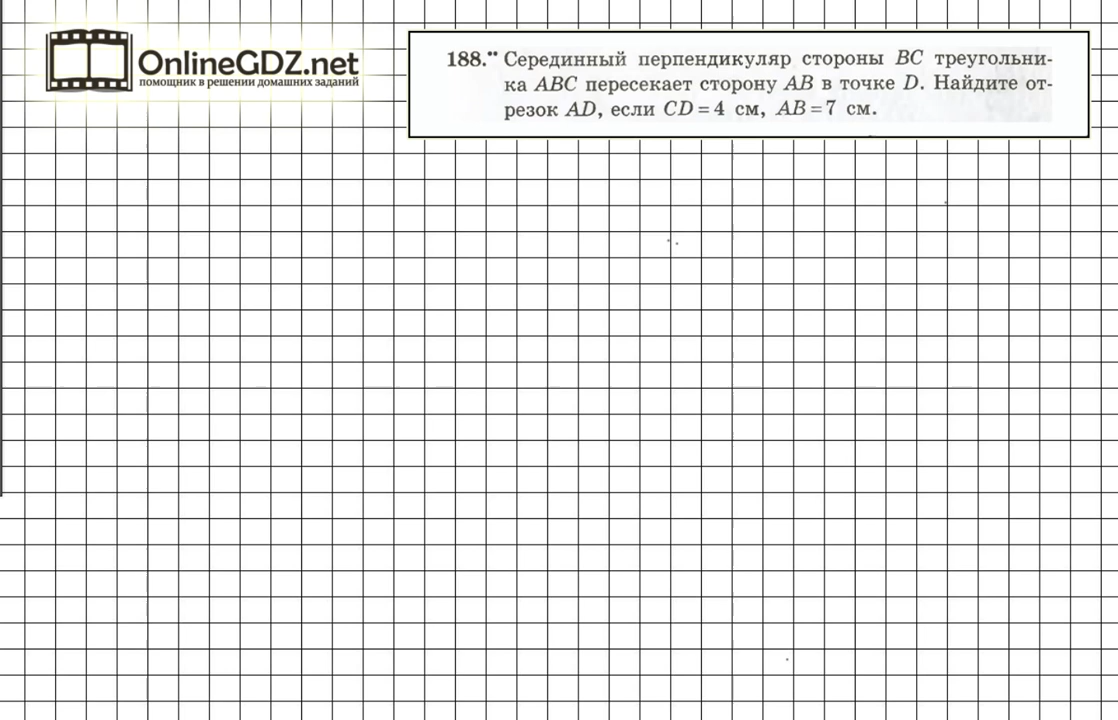 OnlineGDZ.net
помощник в решении домашних заданий
188.•• Серединный перпендикуляр стороны BC треугольни-
ка ABC пересекает сторону AB в точке D. Найдите от-
резок AD, если CD = 4 см, AB = 7 см.